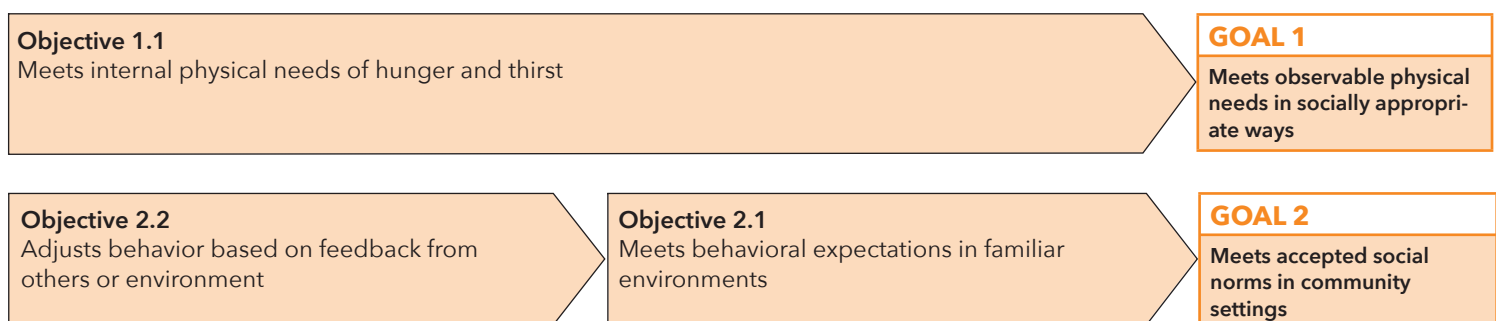 Objective 1.1
Meets internal physical needs of hunger and thirst
GOAL 1
Meets observable physical
needs in socially appropri-
ate ways
Objective 2.2
Adjusts behavior based on feedback from
others or environment
Objective 2.1
Meets behavioral expectations in familiar
environments
GOAL 2
Meets accepted social
norms in community
settings